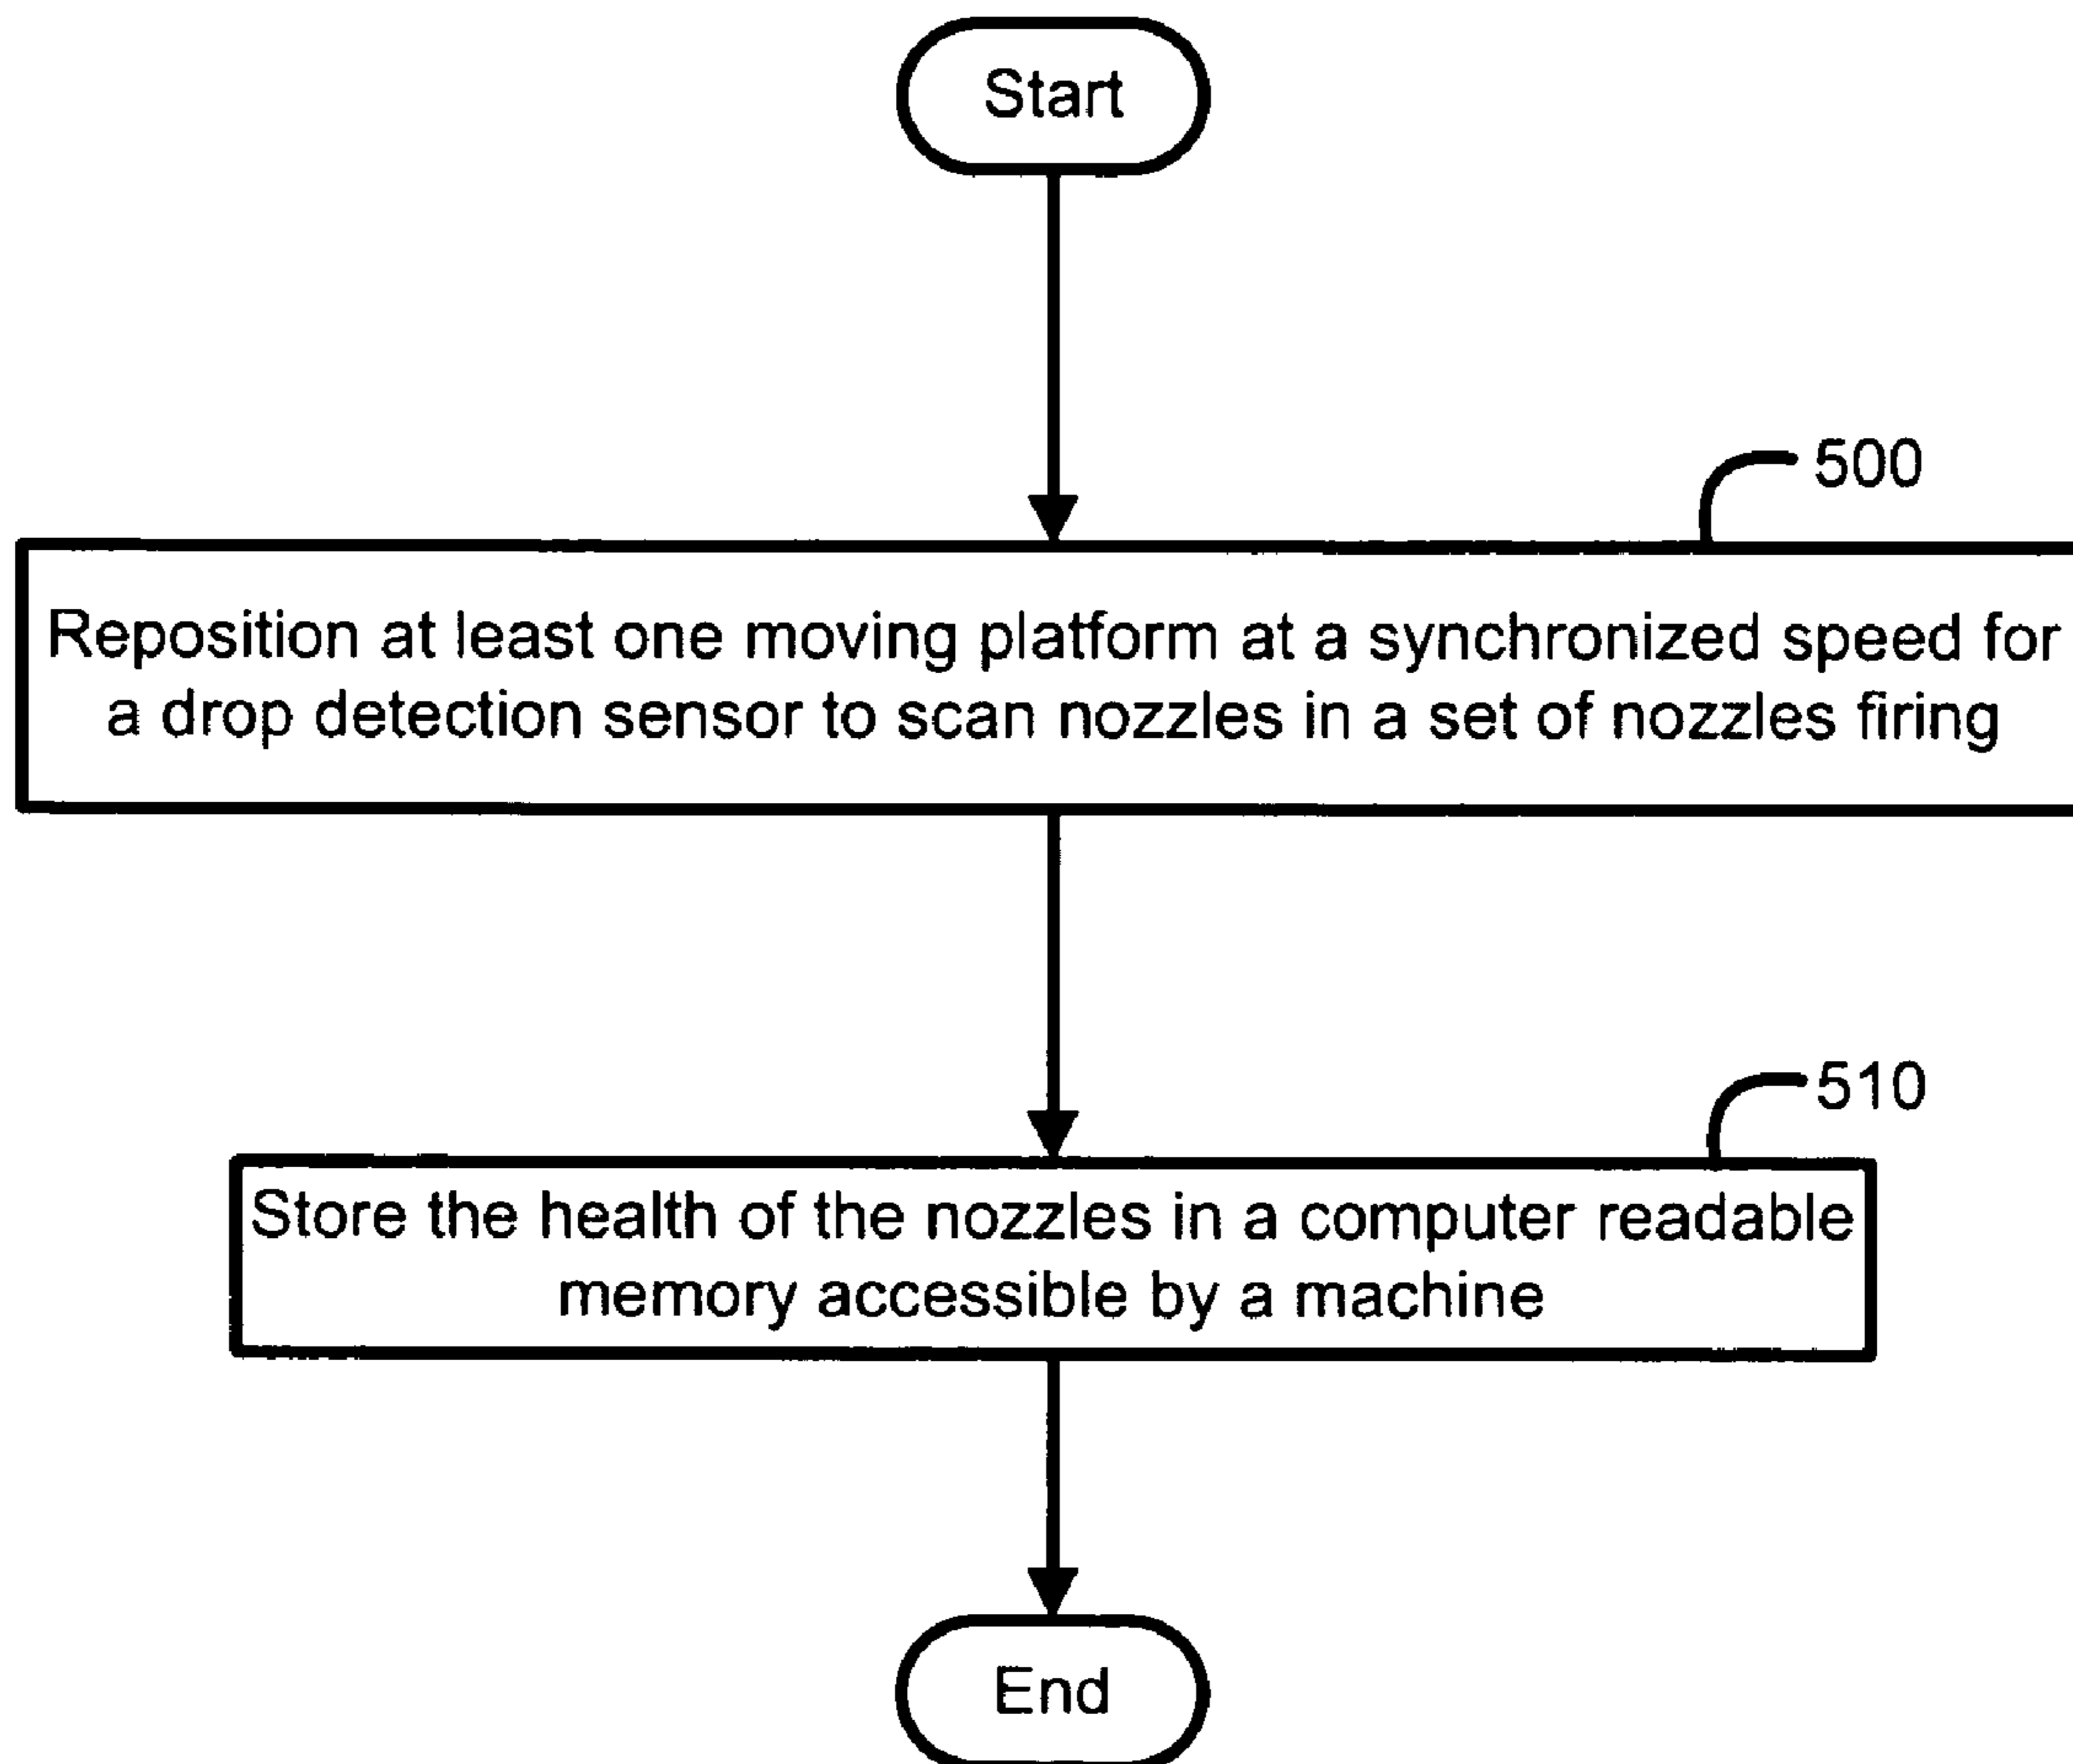 Start
500
Reposition at least one moving platform at a synchronized speed for
a drop detection sensor to scan nozzles in a set of nozzles firing
510
Store the health of the nozzles in a computer readable
memory accessible by a machine
End